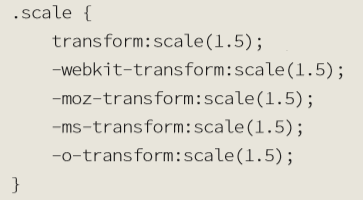 .scale {
    transform:scale(1.5);
    -webkit-transform:scale(1.5);
    -moz-transform:scale(1.5);
    -ms-transform:scale(1.5);
    -o-transform:scale(1.5);
}